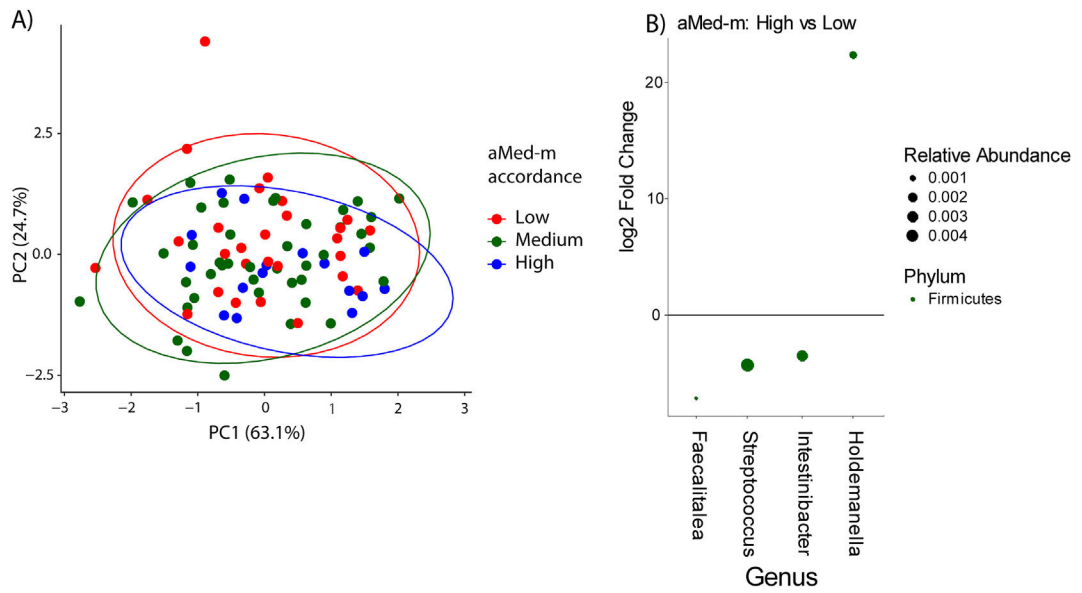 A)
2.5
0.0
−2.5
PC2 (24.7%)
−3
−2
−1
0
1
2
3
PC1 (63.1%)
aMed-m
accordance
Low
Medium
High
B) aMed-m: High vs Low
20
10
0
log2 Fold Change
Faecalitalea
Streptococcus
Intestinibacter
Holdemanella
Genus
Relative Abundance
0.001
0.002
0.003
0.004
Phylum
Firmicutes